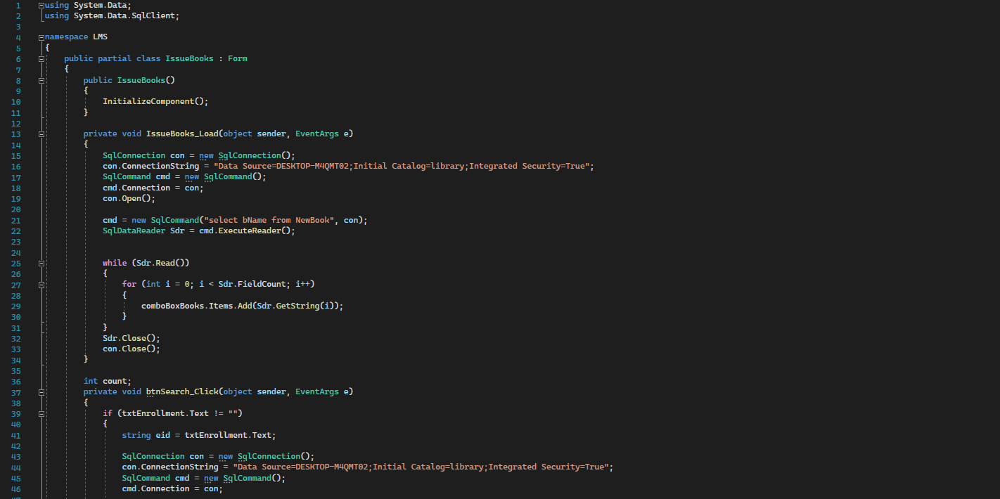 1 using System.Data;
2 using System.Data.SqlClient;
3
4 namespace LMS
5 {
6 public partial class IssueBooks : Form
7 {
8 public IssueBooks()
9 {
10 InitializeComponent();
11 }
12
13 private void IssueBooks_Load(object sender, EventArgs e)
14 {
15 SqlConnection con = new SqlConnection();
16 con.ConnectionString = "Data Source=DESKTOP-M4QMT02;Initial Catalog=library;Integrated Security=True";
17 SqlCommand cmd = new SqlCommand();
18 cmd.Connection = con;
19 con.Open();
20
21 cmd = new SqlCommand("select bName from NewBook", con);
22 SqlDataReader Sdr = cmd.ExecuteReader();
23
24
25 while (Sdr.Read())
26 {
27 for (int i = 0; i < Sdr.FieldCount; i++)
28 {
29 comboBoxBooks.Items.Add(Sdr.GetString(i));
30 }
31 }
32 Sdr.Close();
33 con.Close();
34 }
35
36 int count;
37 private void btnSearch_Click(object sender, EventArgs e)
38 {
39 if (txtEnrollment.Text != "")
40 {
41 string eid = txtEnrollment.Text;
42
43 SqlConnection con = new SqlConnection();
44 con.ConnectionString = "Data Source=DESKTOP-M4QMT02;Initial Catalog=library;Integrated Security=True";
45 SqlCommand cmd = new SqlCommand();
46 cmd.Connection = con;